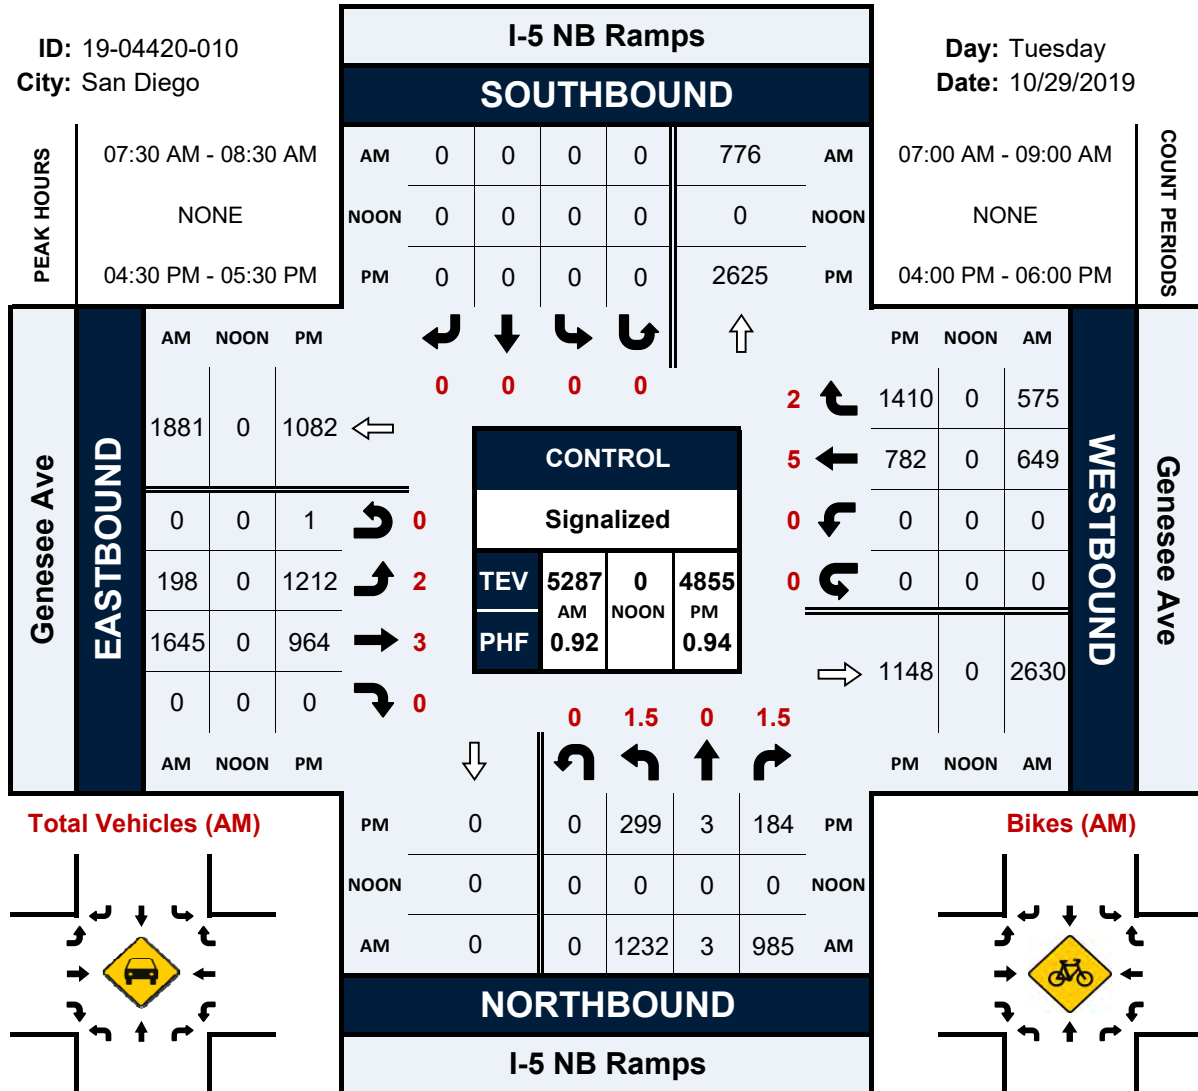 I-5 NB Ramps
SOUTHBOUND
ID: 19-04420-010
City: San Diego
Day: Tuesday
Date: 10/29/2019
PEAK HOURS
07:30 AM - 08:30 AM
NONE
04:30 PM - 05:30 PM
AM 0 0 0 0 776 AM
NOON 0 0 0 0 0 NOON
PM 0 0 0 0 2625 PM
07:00 AM - 09:00 AM
NONE
04:00 PM - 06:00 PM
COUNT PERIODS
0 0 0 0
Genesee Ave
EASTBOUND
AM NOON PM
1881 0 1082
0 0 1 0
198 0 1212 2
1645 0 964 3
0 0 0 0
AM NOON PM
CONTROL
Signalized
TEV 5287 0 4855
AM NOON PM
PHF 0.92 0.94
PM NOON AM
2 1410 0 575
5 782 0 649
0 0 0 0
0 0 0 0
1148 0 2630
PM NOON AM
WESTBOUND
Genesee Ave
0 1.5 0 1.5
PM 0 0 299 3 184 PM
NOON 0 0 0 0 0 NOON
AM 0 0 1232 3 985 AM
NORTHBOUND
I-5 NB Ramps
Total Vehicles (AM)
Bikes (AM)